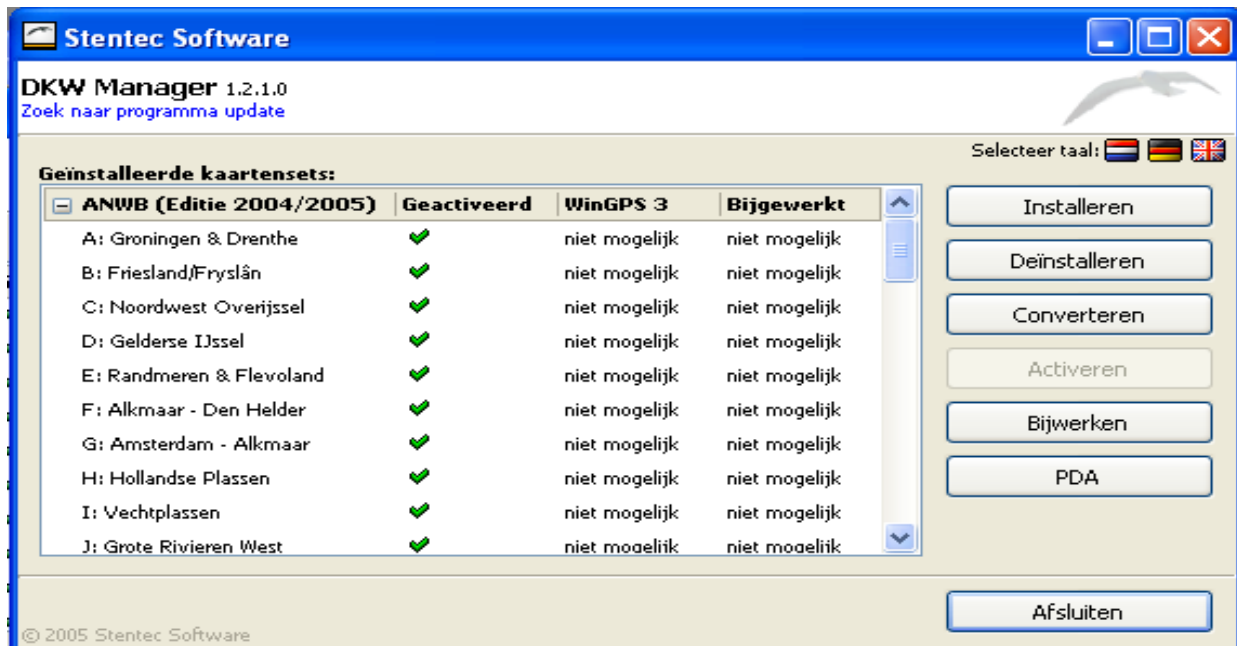 Stentec Software
DKW Manager 1.2.1.0
Zoek naar programma update
Selecteer taal:
Geïnstalleerde kaartensets:
ANWB (Editie 2004/2005) Geactiveerd WinGPS 3 Bijgewerkt
A: Groningen & Drenthe niet mogelijk niet mogelijk
B: Friesland/Fryslân niet mogelijk niet mogelijk
C: Noordwest Overijssel niet mogelijk niet mogelijk
D: Gelderse IJssel niet mogelijk niet mogelijk
E: Randmeren & Flevoland niet mogelijk niet mogelijk
F: Alkmaar - Den Helder niet mogelijk niet mogelijk
G: Amsterdam - Alkmaar niet mogelijk niet mogelijk
H: Hollandse Plassen niet mogelijk niet mogelijk
I: Vechtplassen niet mogelijk niet mogelijk
J: Grote Rivieren West niet mogelijk niet mogelijk
Installeren
Deïnstalleren
Converteren
Activeren
Bijwerken
PDA
Afsluiten
© 2005 Stentec Software